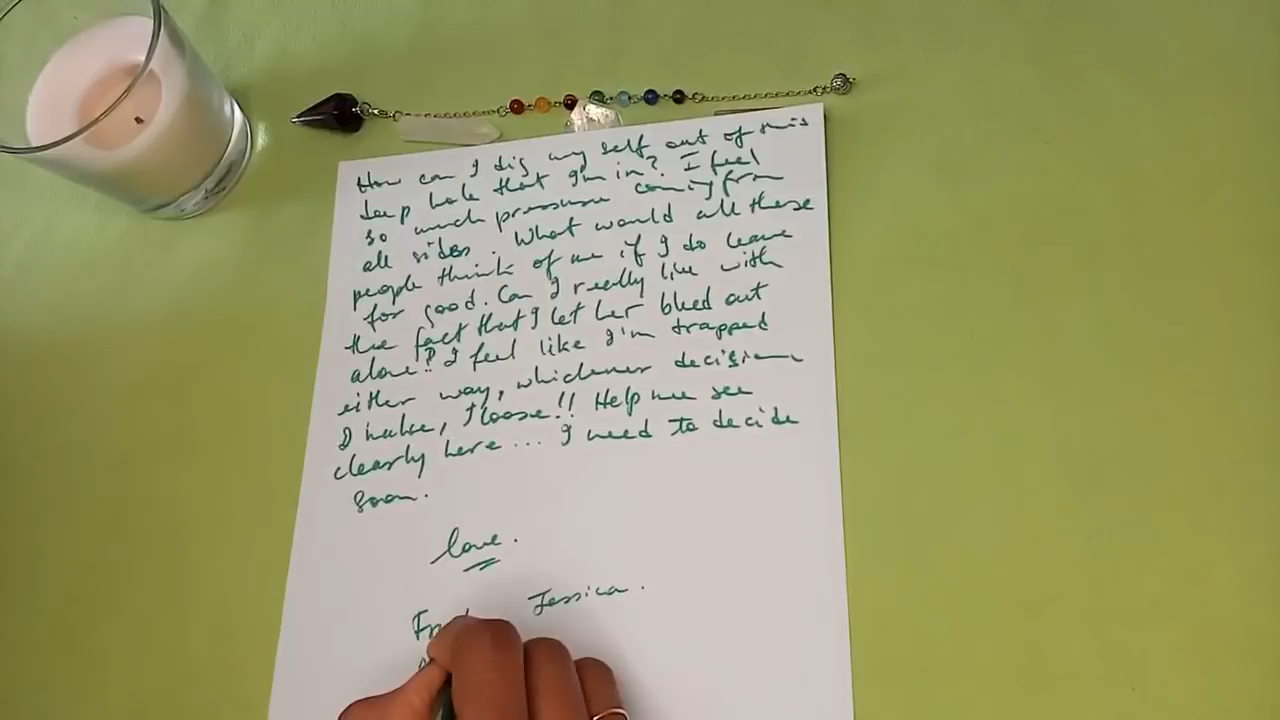 How can I dig my self out of this
deep hole that I'm in? I feel
so much pressure coming from
all sides. What would all these
people think of me if I do leave
for good. Can I really live with
the fact that I let her bleed out
alone!? I feel like I'm trapped
either way, whichever decision
I make, I loose!! Help me see
clearly here... I need to decide
soon.
love.
Jessica.